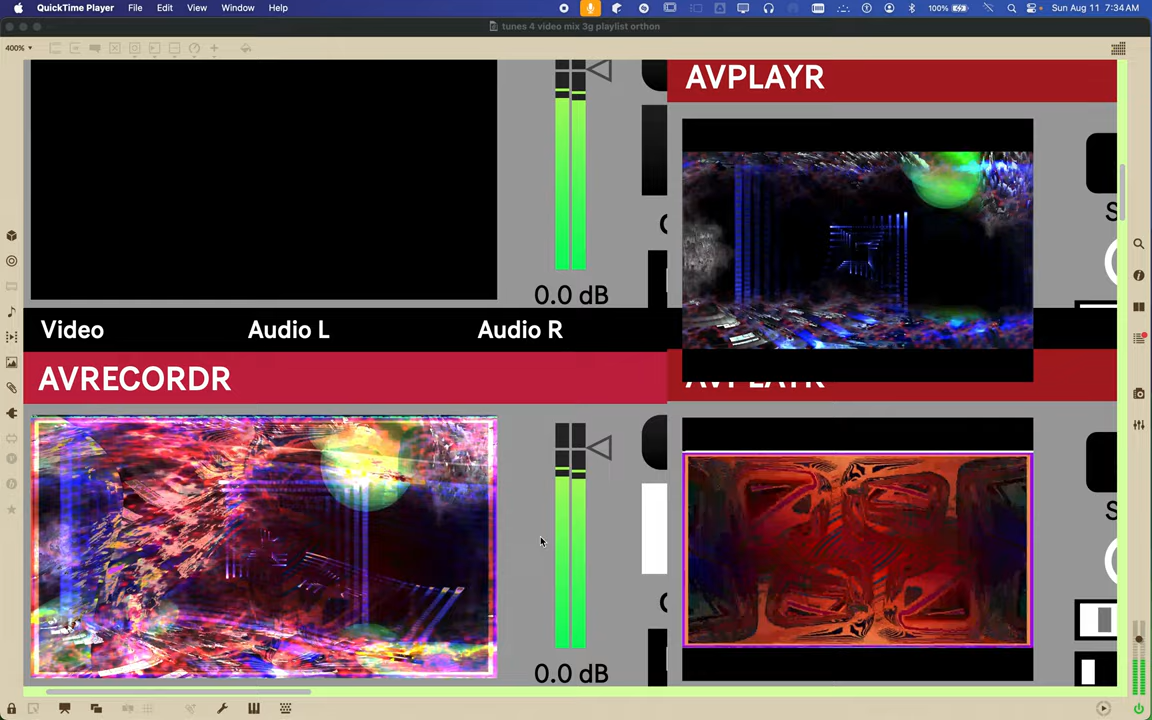 QuickTime Player File Edit View Window Help
100% Sun Aug 11 7:34 AM
tunes 4 video mix 3g playlist orthon
400%
AVPLAYR
S
0.0 dB
Video Audio L Audio R
AVRECORDR
AVPLAYR
S
0.0 dB